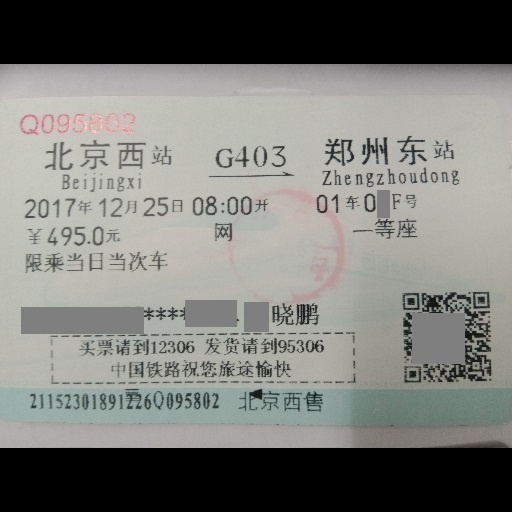 Q095802
北京西站 G403 郑州东站
Beijingxi Zhengzhoudong
2017年12月25日08:00开 01车0 F号
￥495.0元 网 一等座
限乘当日当次车
**** 晓鹏
买票请到12306 发货请到95306
中国铁路祝您旅途愉快
21152301891226Q095802 北京西售